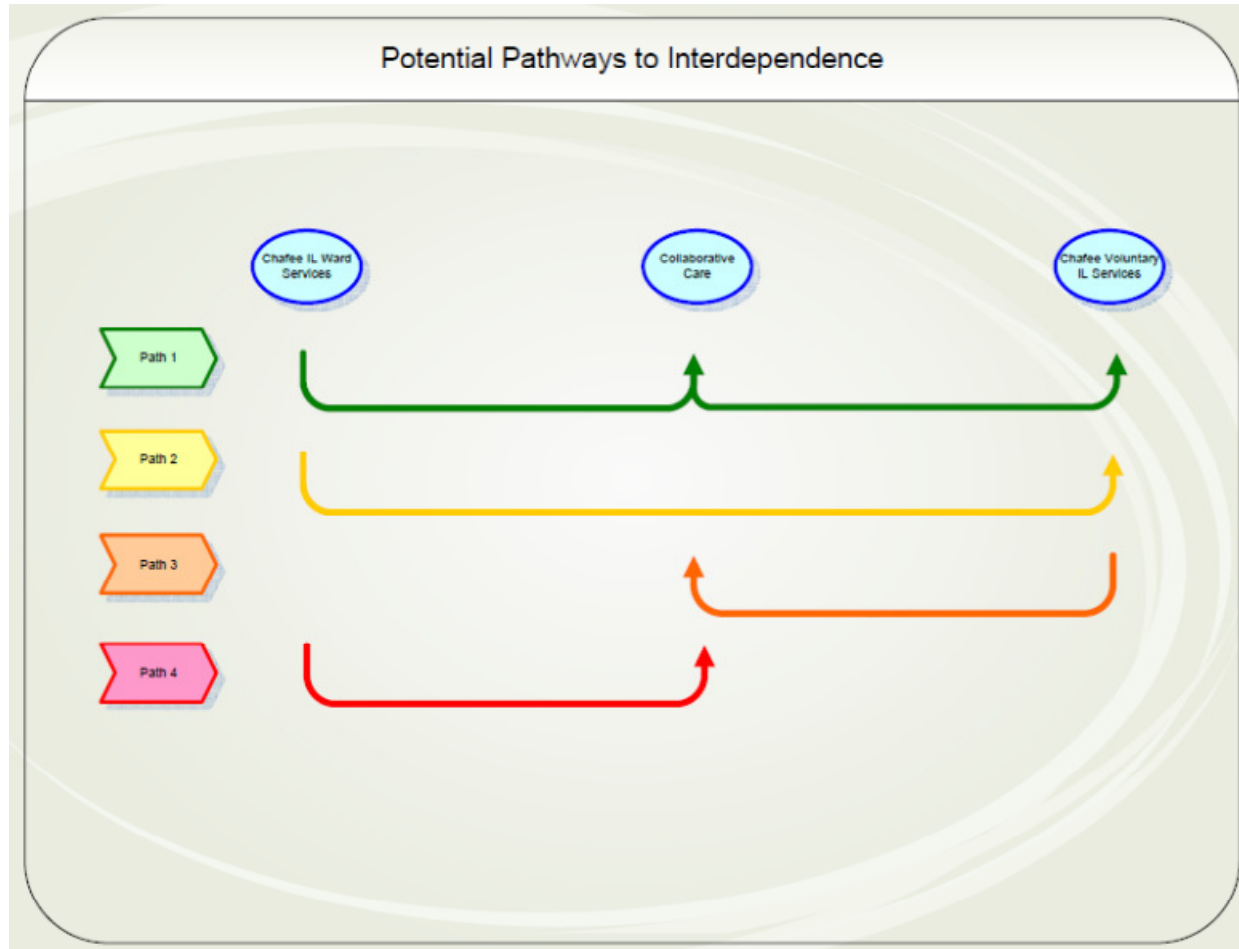 Potential Pathways to Interdependence
Chafee IL Ward
Services
Collaborative
Care
Chafee Voluntary
IL Services
Path 1
Path 2
Path 3
Path 4